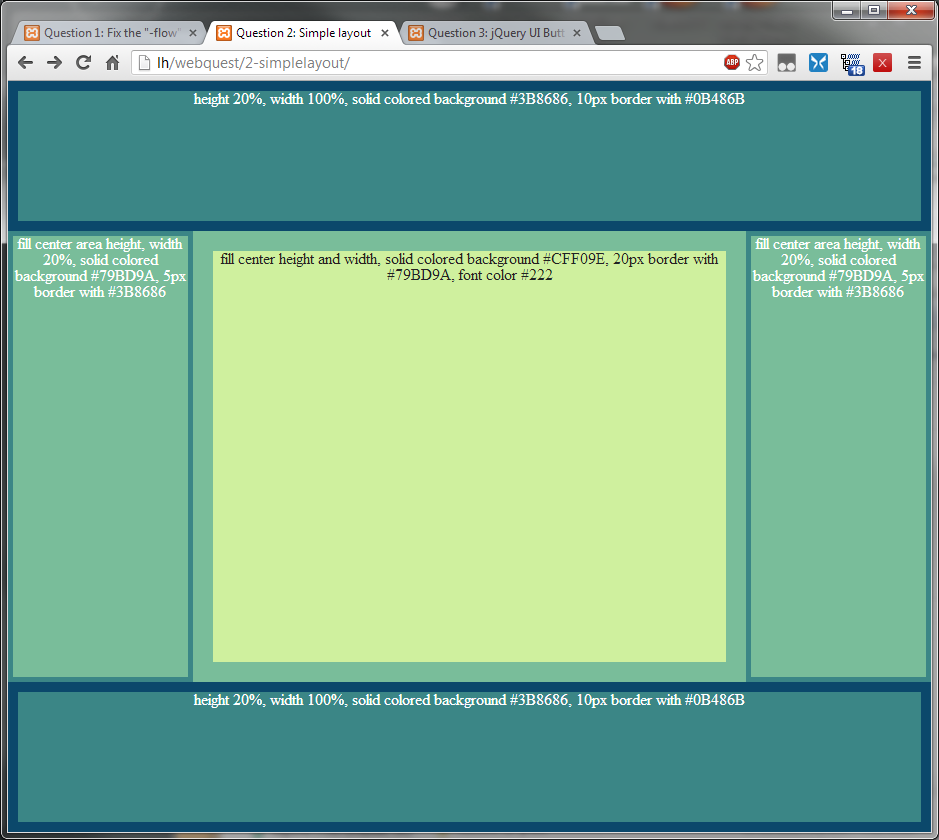 Question 1: Fix the "-flow"
Question 2: Simple layout
Question 3: jQuery UI Butt
lh/webquest/2-simplelayout/
ABP
18
X
height 20%, width 100%, solid colored background #3B8686, 10px border with #0B486B
fill center area height, width
20%, solid colored
background #79BD9A, 5px
border with #3B8686
fill center height and width, solid colored background #CFF09E, 20px border with
#79BD9A, font color #222
fill center area height, width
20%, solid colored
background #79BD9A, 5px
border with #3B8686
height 20%, width 100%, solid colored background #3B8686, 10px border with #0B486B